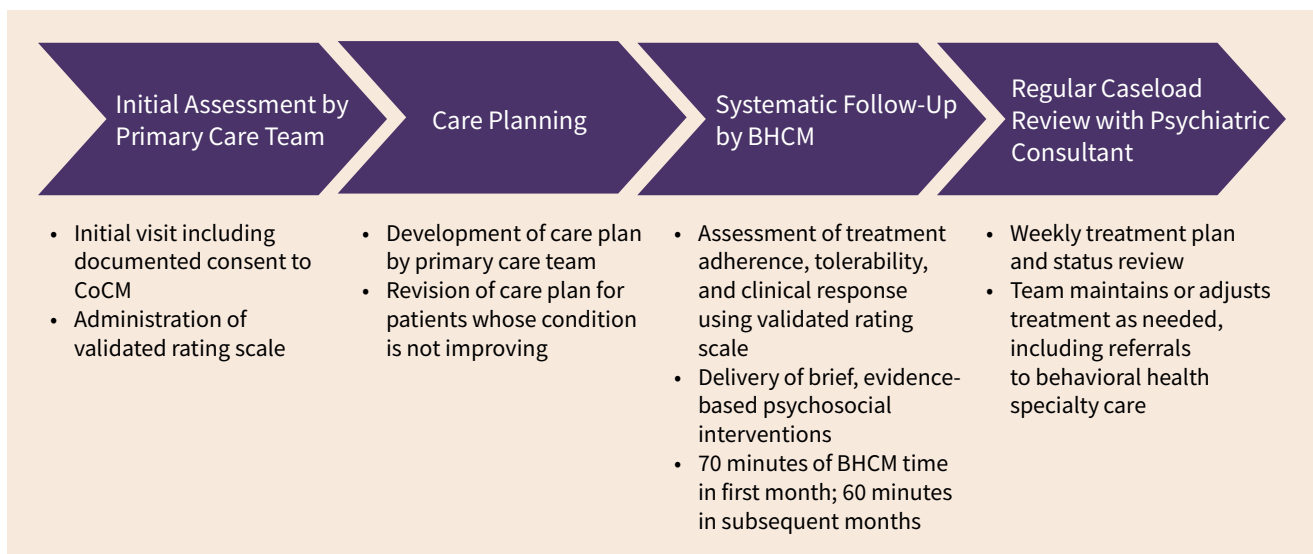 Initial Assessment by
Primary Care Team
Care Planning
Systematic Follow-Up
by BHCM
Regular Caseload
Review with Psychiatric
Consultant
• Initial visit including
documented consent to
CoCM
• Administration of
validated rating scale
• Development of care plan
by primary care team
• Revision of care plan for
patients whose condition
is not improving
• Assessment of treatment
adherence, tolerability,
and clinical response
using validated rating
scale
• Delivery of brief, evidence-
based psychosocial
interventions
• 70 minutes of BHCM time
in first month; 60 minutes
in subsequent months
• Weekly treatment plan
and status review
• Team maintains or adjusts
treatment as needed,
including referrals
to behavioral health
specialty care